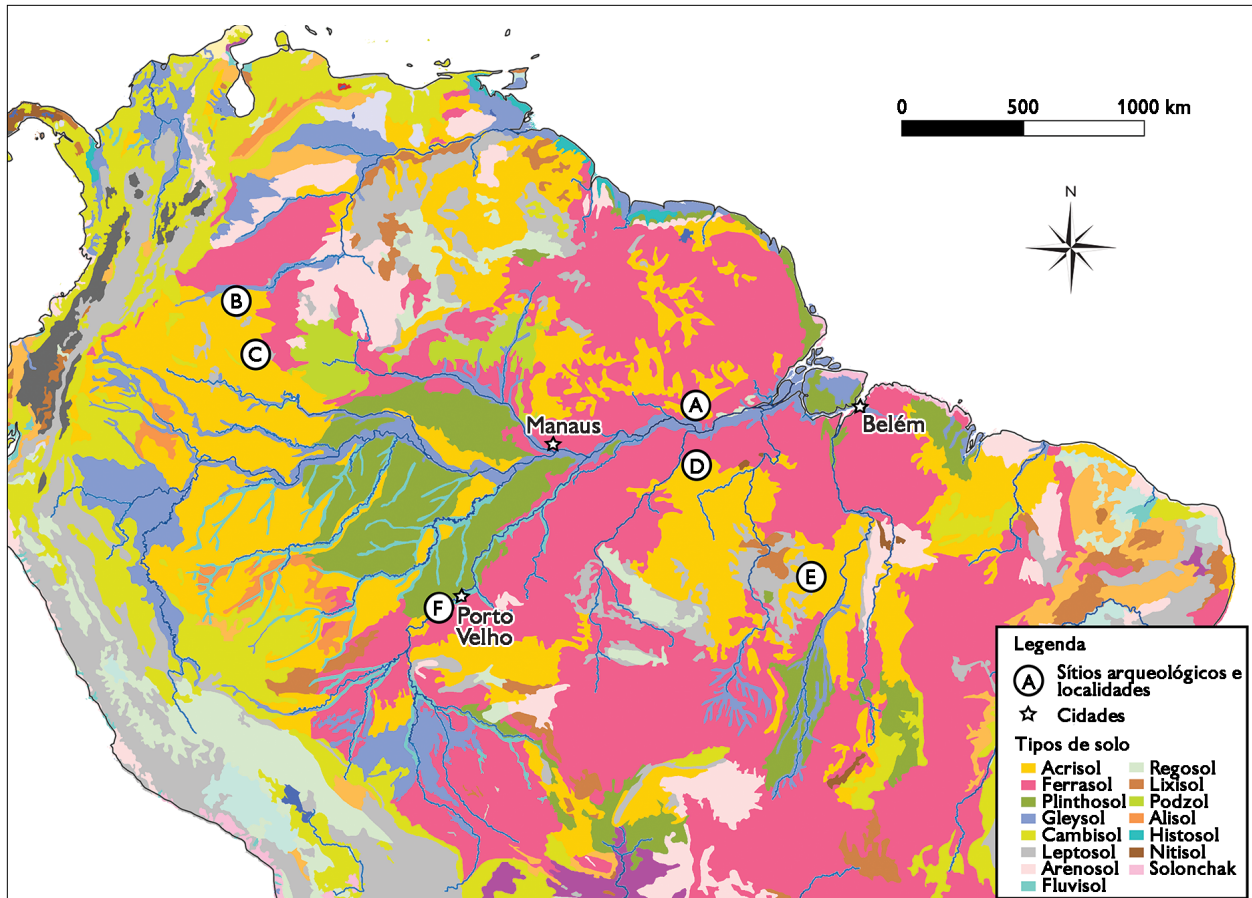 0 500 1000 km
N
B
C
A
Manaus
Belém
D
E
F
Porto
Velho
Legenda
A Sítios arqueológicos e
localidades
Cidades
Tipos de solo
Acrisol Regosol
Ferrasol Lixisol
Plinthosol Podzol
Gleysol Alisol
Cambisol Histosol
Leptosol Nitisol
Arenosol Solonchak
Fluvisol